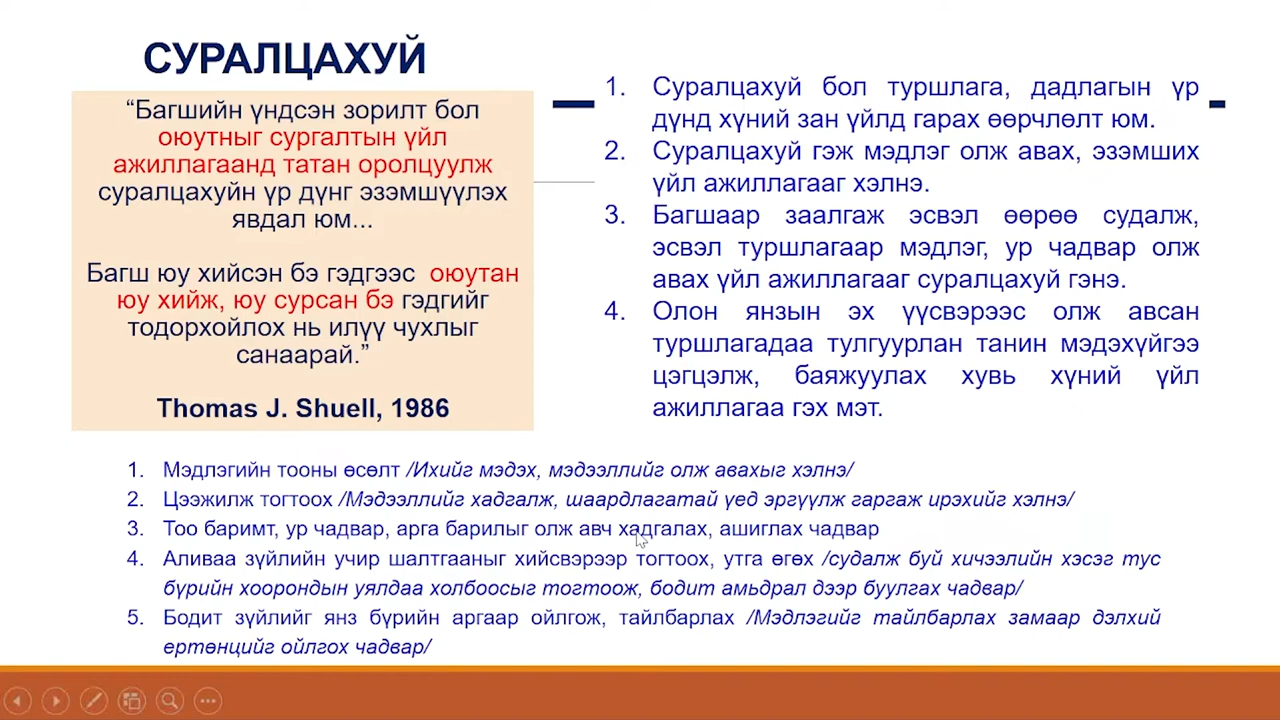 СУРАЛЦАХУЙ
“Багшийн үндсэн зорилт бол
оюутныг сургалтын үйл
ажиллагаанд татан оролцуулж
суралцахуйн үр дүнг эзэмшүүлэх
явдал юм...
Багш юу хийсэн бэ гэдгээс оюутан
юу хийж, юу сурсан бэ гэдгийг
тодорхойлох нь илүү чухлыг
санаарай.”
Thomas J. Shuell, 1986
1. Суралцахуй бол туршлага, дадлагын үр
дүнд хүний зан үйлд гарах өөрчлөлт юм.
2. Суралцахуй гэж мэдлэг олж авах, эзэмших
үйл ажиллагааг хэлнэ.
3. Багшаар заалгаж эсвэл өөрөө судалж,
эсвэл туршлагаар мэдлэг, ур чадвар олж
авах үйл ажиллагааг суралцахуй гэнэ.
4. Олон янзын эх үүсвэрээс олж авсан
туршлагадаа тулгуурлан танин мэдэхүйгээ
цэгцэлж, баяжуулах хувь хүний үйл
ажиллагаа гэх мэт.
1. Мэдлэгийн тооны өсөлт /Ихийг мэдэх, мэдээллийг олж авахыг хэлнэ/
2. Цээжилж тогтоох /Мэдээллийг хадгалж, шаардлагатай үед эргүүлж гаргаж ирэхийг хэлнэ/
3. Тоо баримт, ур чадвар, арга барилыг олж авч хадгалах, ашиглах чадвар
4. Аливаа зүйлийн учир шалтгааныг хийсвэрээр тогтоох, утга өгөх /судалж буй хичээлийн хэсэг тус
бүрийн хоорондын уялдаа холбоосыг тогтоож, бодит амьдрал дээр буулгах чадвар/
5. Бодит зүйлийг янз бүрийн аргаар ойлгож, тайлбарлах /Мэдлэгийг тайлбарлах замаар дэлхий
ертөнцийг ойлгох чадвар/